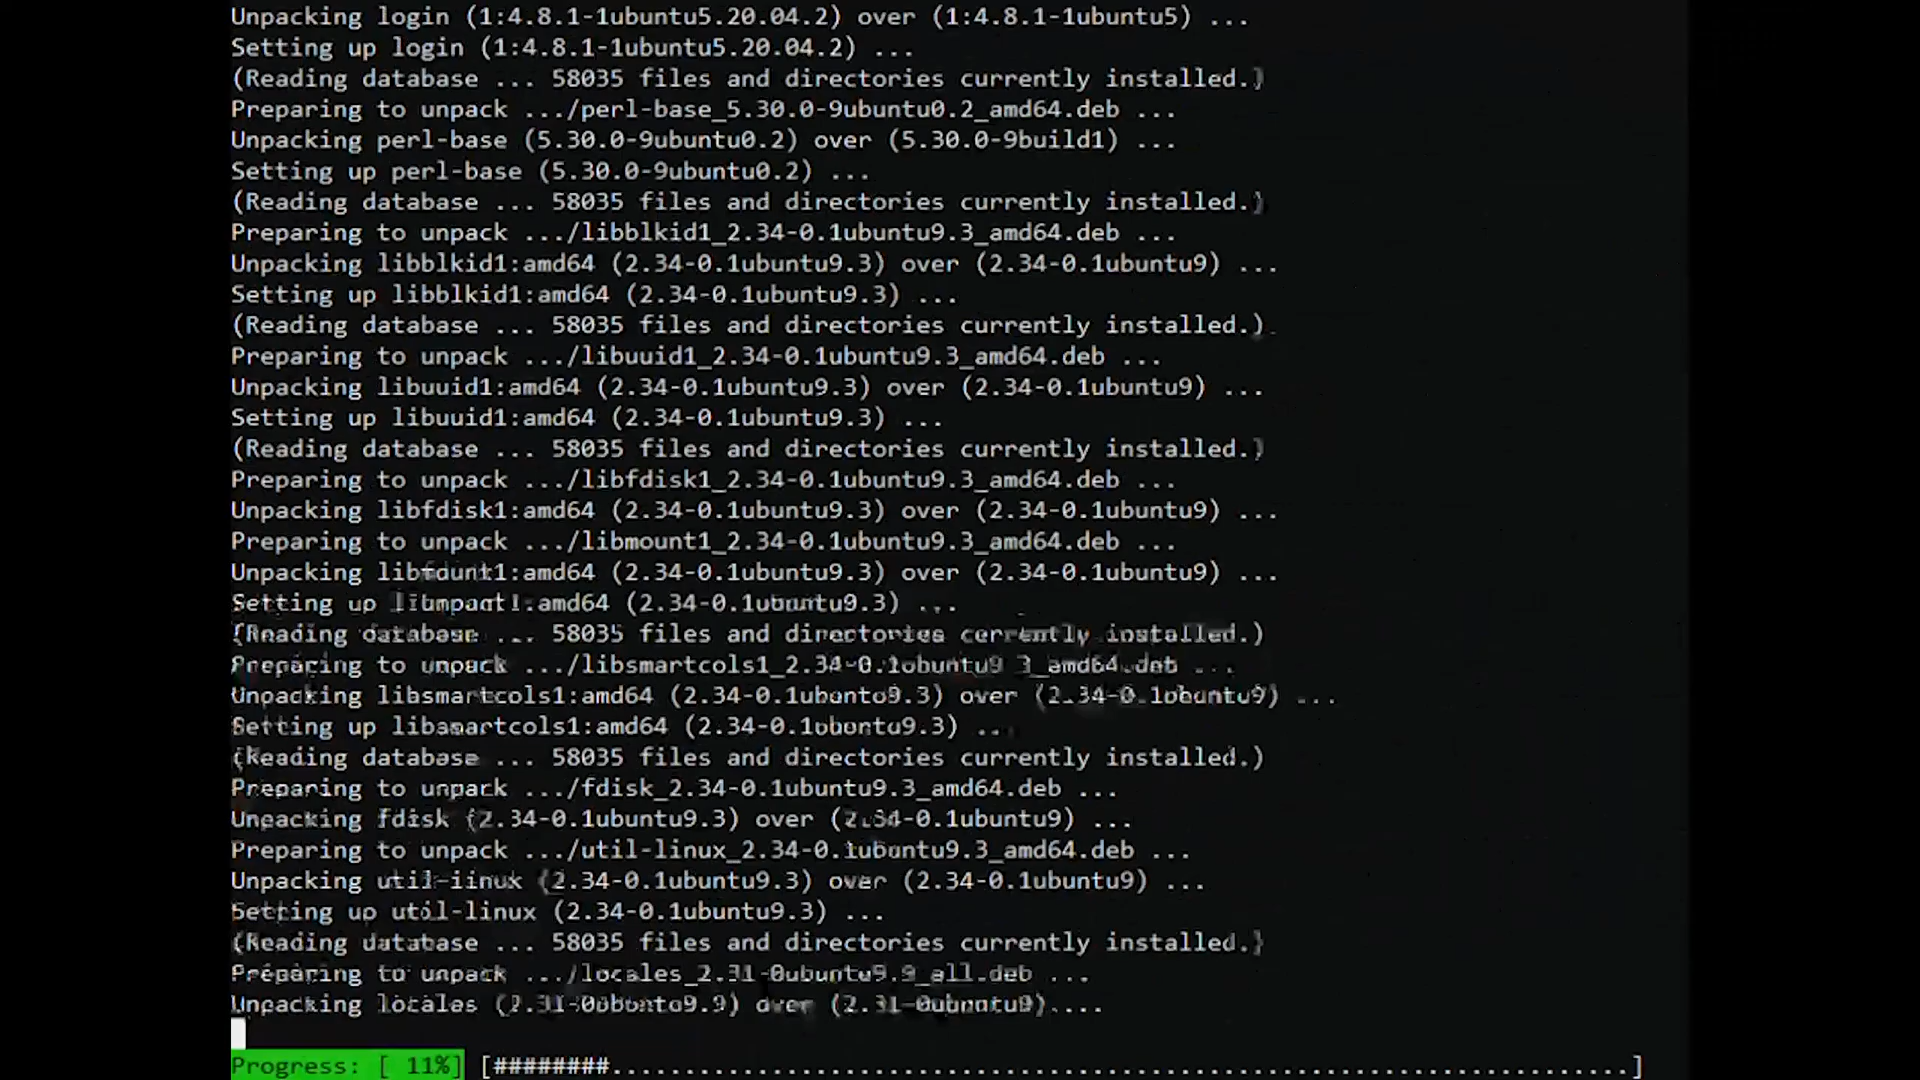 Unpacking login (1:4.8.1-1ubuntu5.20.04.2) over (1:4.8.1-1ubuntu5) ...
Setting up login (1:4.8.1-1ubuntu5.20.04.2) ...
(Reading database ... 58035 files and directories currently installed.)
Preparing to unpack .../perl-base_5.30.0-9ubuntu0.2_amd64.deb ...
Unpacking perl-base (5.30.0-9ubuntu0.2) over (5.30.0-9build1) ...
Setting up perl-base (5.30.0-9ubuntu0.2) ...
(Reading database ... 58035 files and directories currently installed.)
Preparing to unpack .../libblkid1_2.34-0.1ubuntu9.3_amd64.deb ...
Unpacking libblkid1:amd64 (2.34-0.1ubuntu9.3) over (2.34-0.1ubuntu9) ...
Setting up libblkid1:amd64 (2.34-0.1ubuntu9.3) ...
(Reading database ... 58035 files and directories currently installed.)
Preparing to unpack .../libuuid1_2.34-0.1ubuntu9.3_amd64.deb ...
Unpacking libuuid1:amd64 (2.34-0.1ubuntu9.3) over (2.34-0.1ubuntu9) ...
Setting up libuuid1:amd64 (2.34-0.1ubuntu9.3) ...
(Reading database ... 58035 files and directories currently installed.)
Preparing to unpack .../libfdisk1_2.34-0.1ubuntu9.3_amd64.deb ...
Unpacking libfdisk1:amd64 (2.34-0.1ubuntu9.3) over (2.34-0.1ubuntu9) ...
Preparing to unpack .../libmount1_2.34-0.1ubuntu9.3_amd64.deb ...
Unpacking (2.34-0.1ubuntu9.3) over (2.34-0.1ubuntu9) ...
Setting up (2.34-0.1ubuntu9.3) ...
(Reading database ... 58035 files and directories currently installed.)
Preparing to unpack .../libsmartcols1_2.34-0.1ubuntu9.3_amd64.deb ...
Unpacking libsmartcols1:amd64 (2.34-0.1ubuntu9.3) over (2.34-0.1ubuntu9) ...
Setting up libsmartcols1:amd64 (2.34-0.1ubuntu9.3) ...
(Reading database ... 58035 files and directories currently installed.)
Preparing to unpack .../fdisk_2.34-0.1ubuntu9.3_amd64.deb ...
Unpacking fdisk (2.34-0.1ubuntu9.3) over (2.34-0.1ubuntu9) ...
Preparing to unpack .../util-linux_2.34-0.1ubuntu9.3_amd64.deb ...
Unpacking util-linux (2.34-0.1ubuntu9.3) over (2.34-0.1ubuntu9) ...
Setting up util-linux (2.34-0.1ubuntu9.3) ...
(Reading database ... 58035 files and directories currently installed.)
Preparing to unpack .../locales_2.31-0ubuntu9.9_all.deb ...
Unpacking locales (2.31-0ubuntu9.9) over (2.31-0ubuntu9) ...
Progress: [ 11%] [########......................................................................]